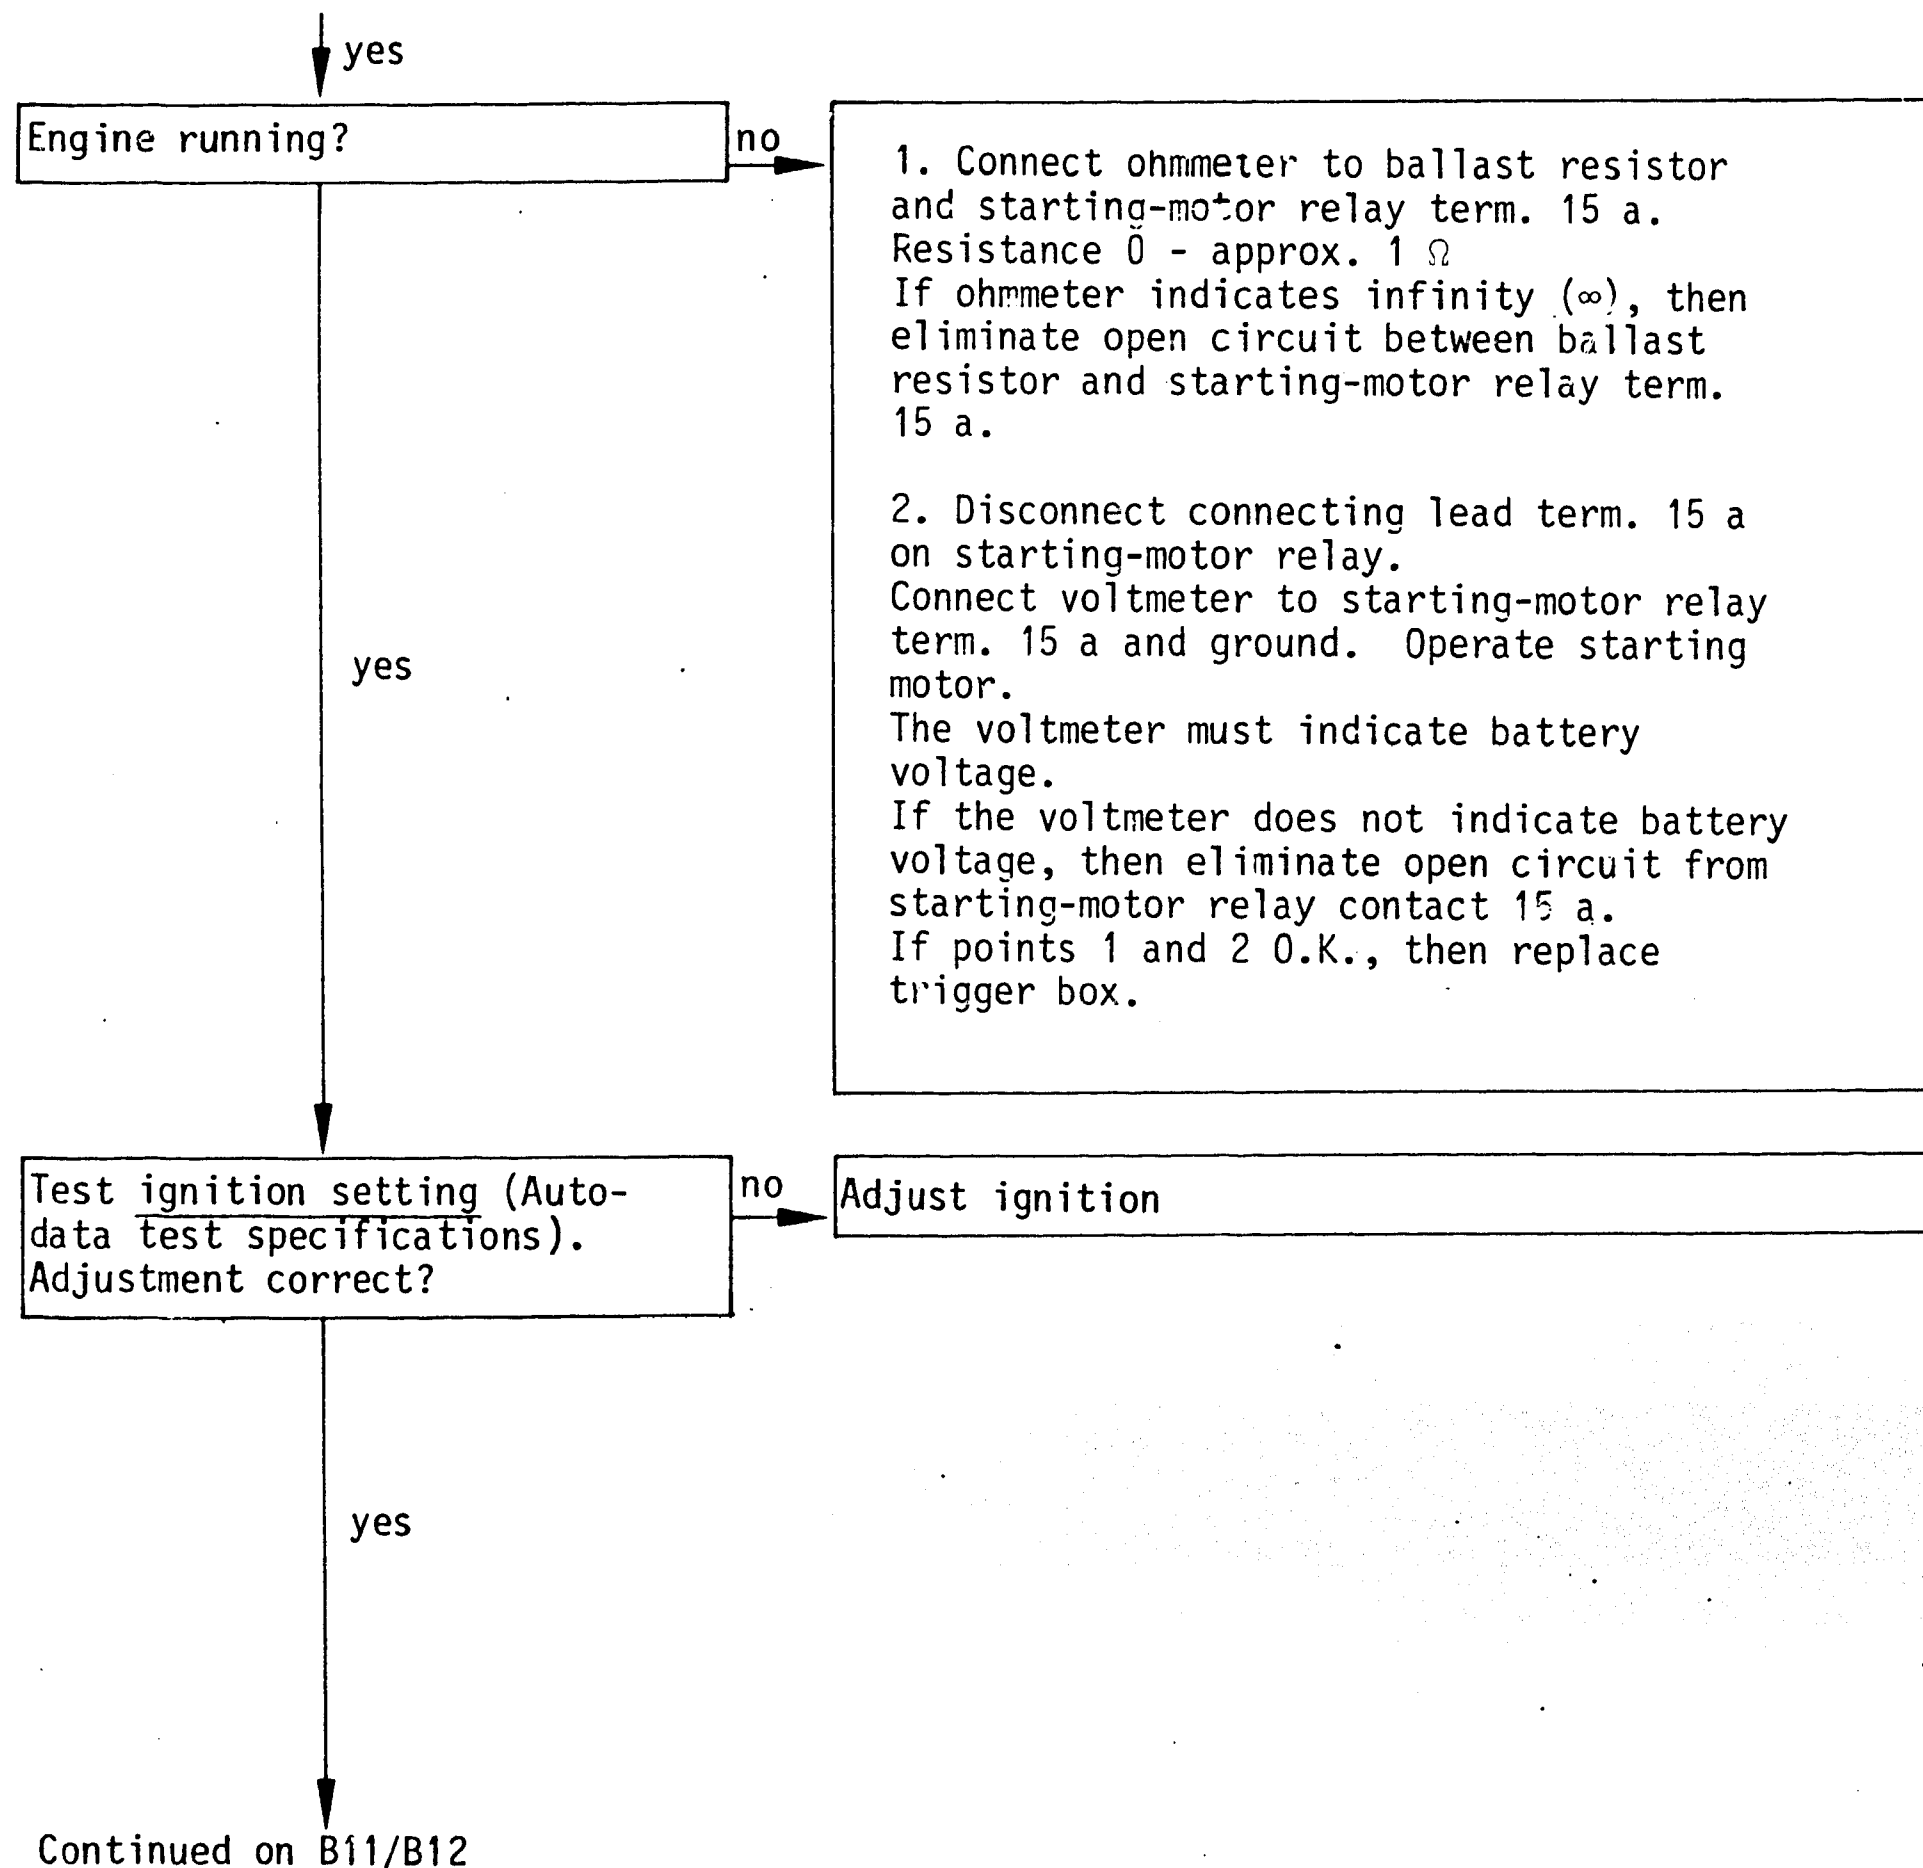 yes
Engine running?
no
1. Connect ohmmeter to ballast resistor
and starting-motor relay term. 15 a.
Resistance 0 - approx. 1 Ω
If ohmmeter indicates infinity (∞), then
eliminate open circuit between ballast
resistor and starting-motor relay term.
15 a.
2. Disconnect connecting lead term. 15 a
on starting-motor relay.
Connect voltmeter to starting-motor relay
term. 15 a and ground. Operate starting
motor.
The voltmeter must indicate battery
voltage.
If the voltmeter does not indicate battery
voltage, then eliminate open circuit from
starting-motor relay contact 15 a.
If points 1 and 2 O.K., then replace
trigger box.
yes
Test ignition setting (Auto-
data test specifications).
Adjustment correct?
no
Adjust ignition
yes
Continued on B11/B12